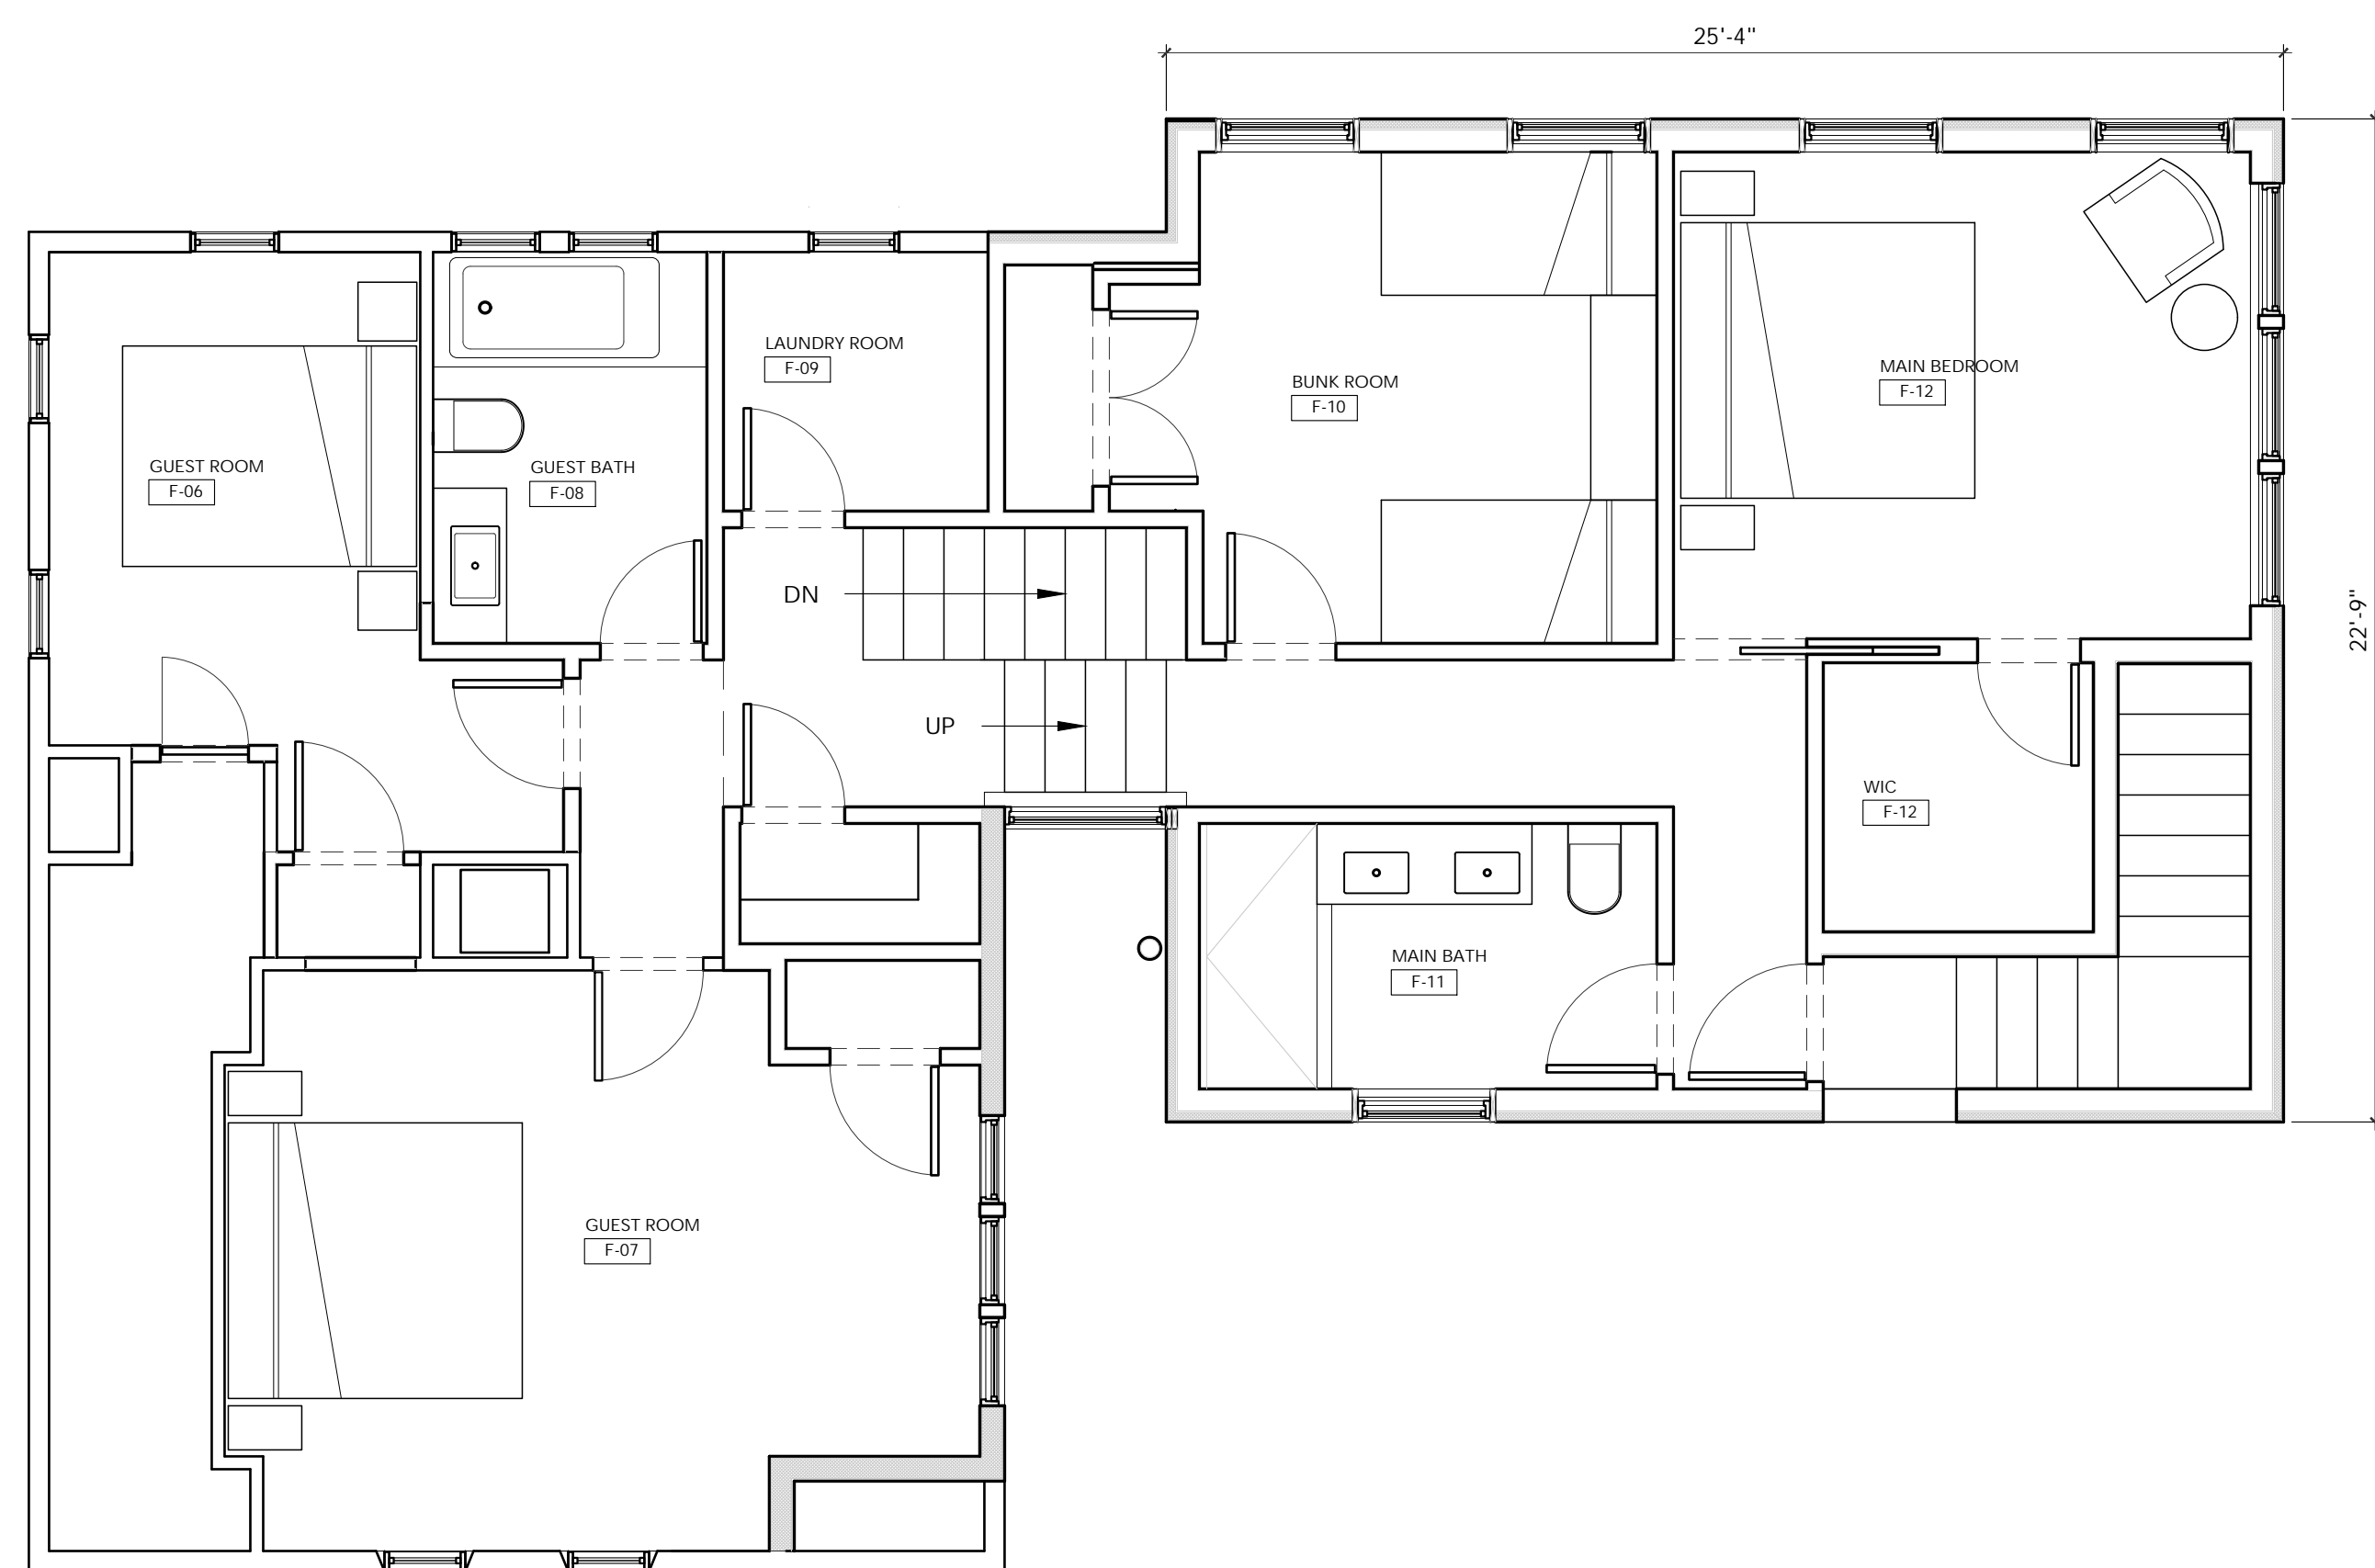 25'-4"
LAUNDRY ROOM
F-09
MAIN BEDROOM
F-12
BUNK ROOM
F-10
GUEST ROOM
F-06
GUEST BATH
F-08
DN
22'-9"
UP
WIC
F-12
MAIN BATH
F-11
GUEST ROOM
F-07